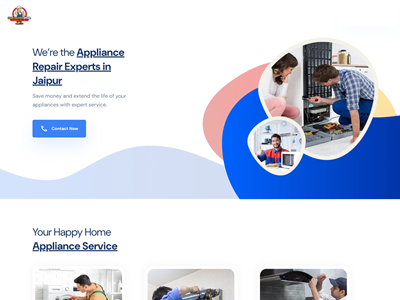 We're the Appliance
Repair Experts in
Jaipur
Save money and extend the life of your
appliances with expert service.
Contact Now
Your Happy Home
Appliance Service